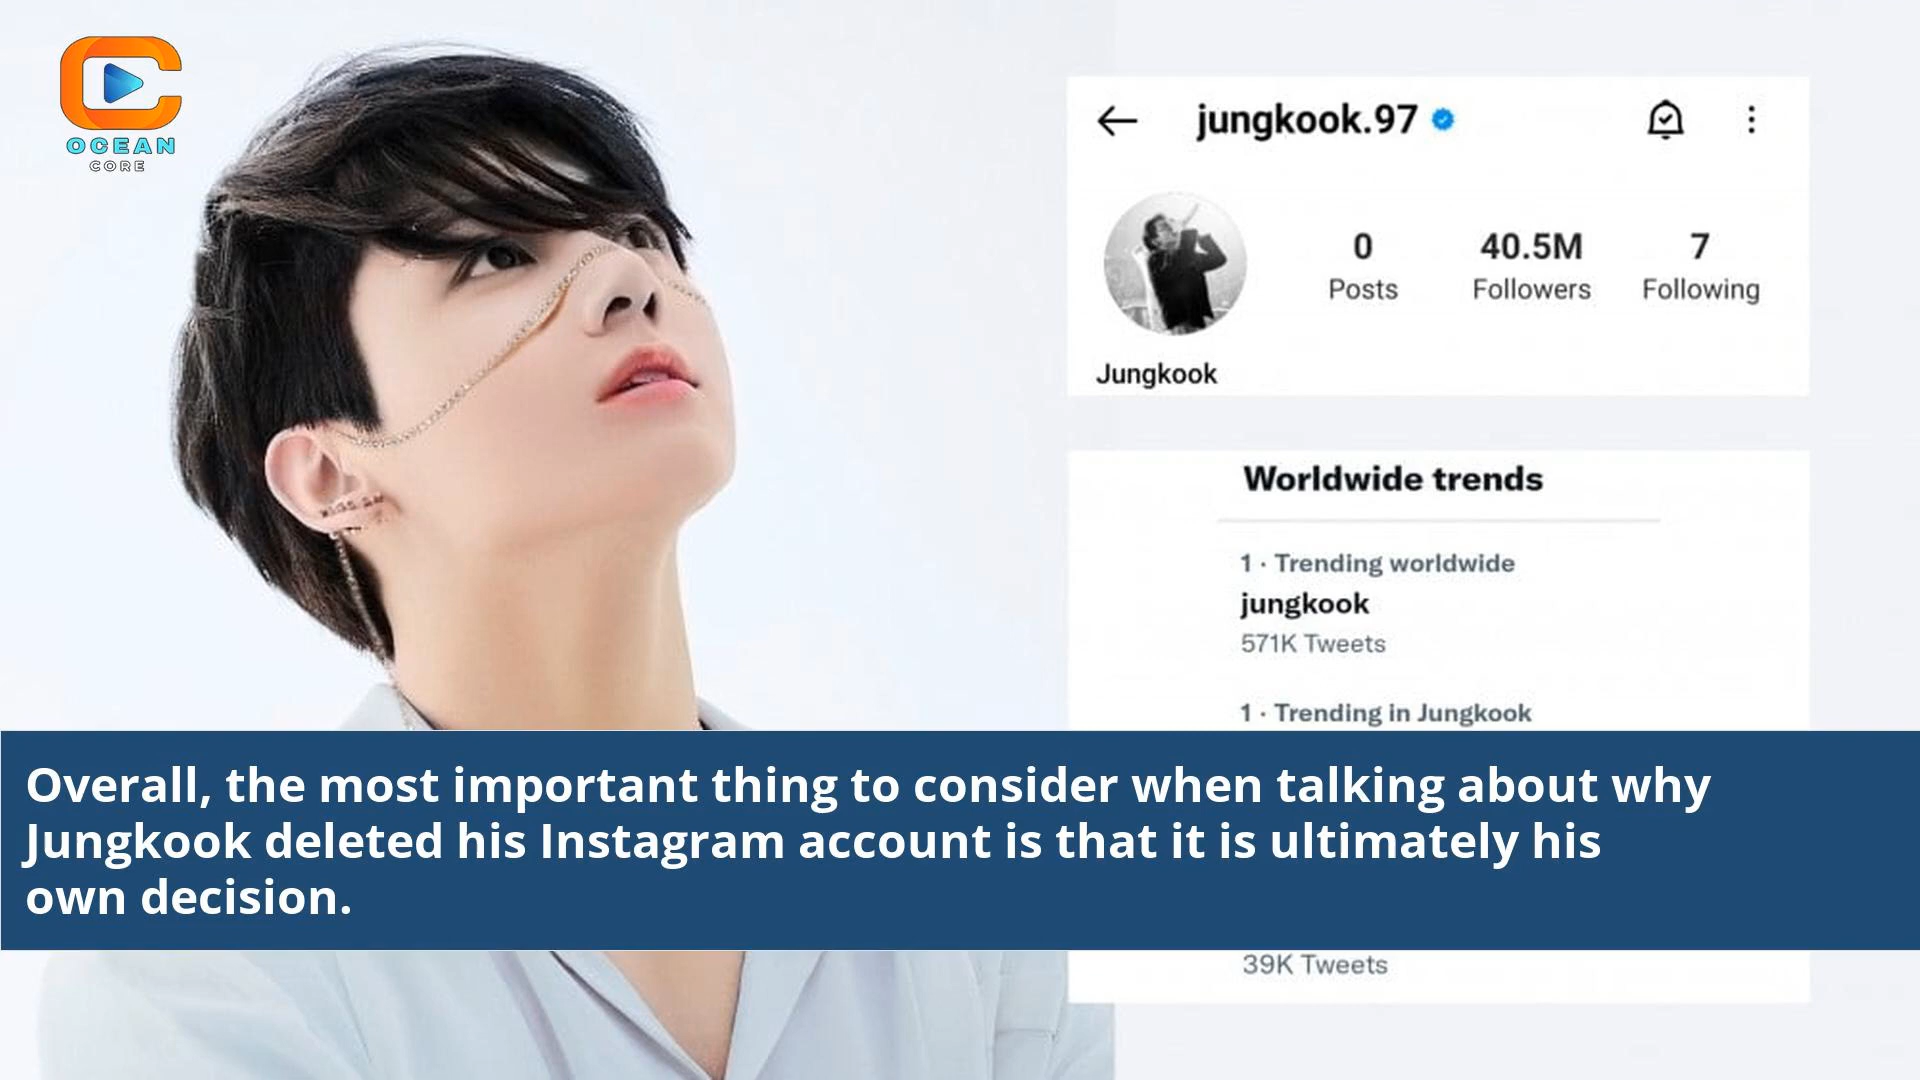 OCEAN
CORE
jungkook.97
0
40.5M
7
Posts
Followers
Following
Jungkook
Worldwide trends
1 · Trending worldwide
jungkook
571K Tweets
1 · Trending in Jungkook
Overall, the most important thing to consider when talking about why
Jungkook deleted his Instagram account is that it is ultimately his
own decision.
39K Tweets